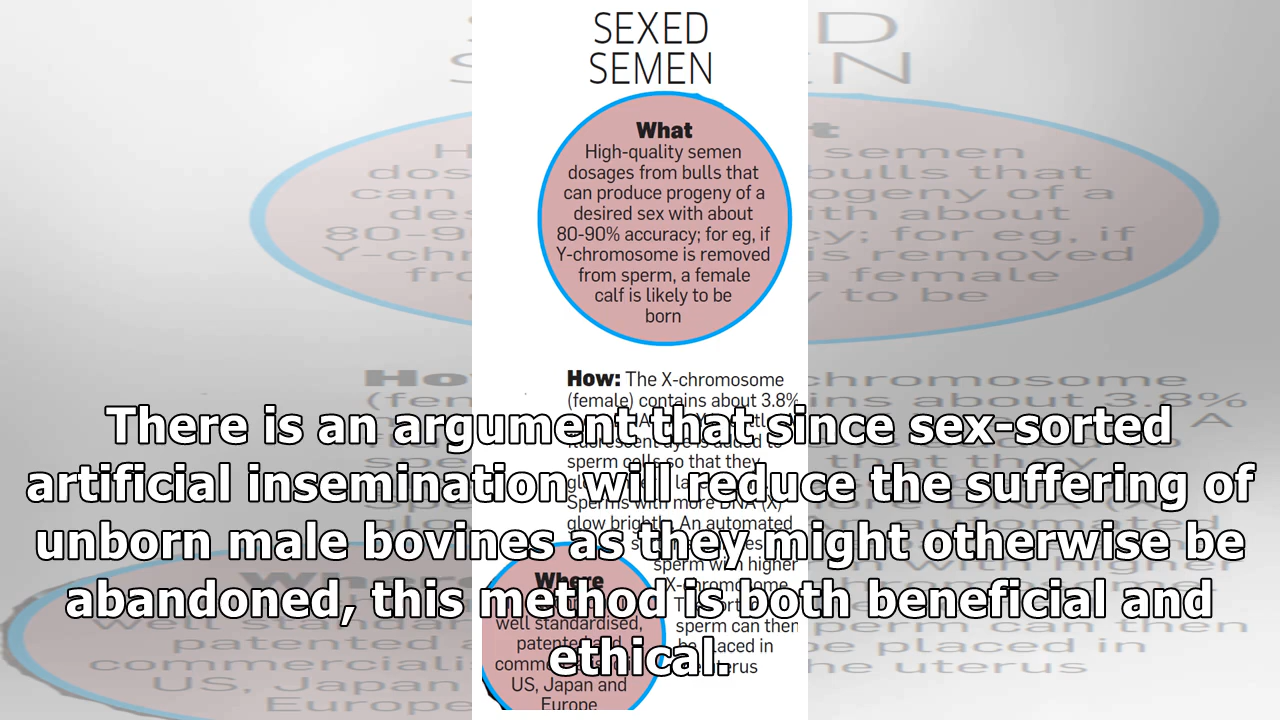 SEXED
SEMEN
What
High-quality semen
dosages from bulls that
can produce progeny of a
desired sex with about
80-90% accuracy; for eg, if
Y-chromosome is removed
from sperm, a female
calf is likely to be
born
How: The X-chromosome
(female) contains about 3.8%
sperm cells so that they
Sperms with more DNA (X)
glow An automated
sperm with higher
X-chromosome.
sperm can then
placed in
uterus
Where
well standardised,
patented and
US, Japan and
Europe
There is an argument that since sex-sorted
artificial insemination will reduce the suffering of
unborn male bovines as they might otherwise be
abandoned, this method is both beneficial and
ethical.